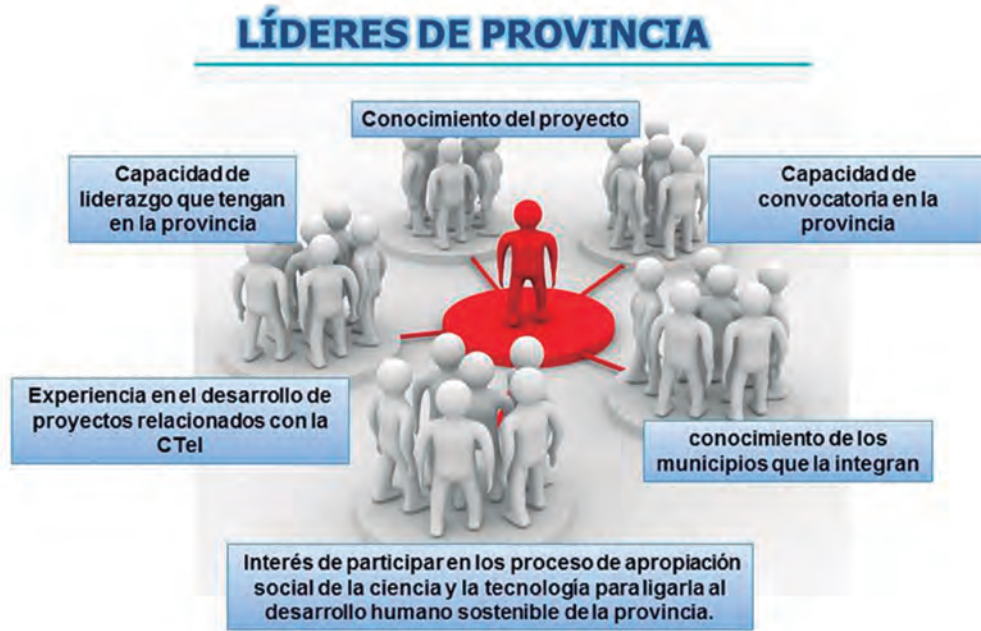 LÍDERES DE PROVINCIA
Conocimiento del proyecto
Capacidad de
liderazgo que tengan
en la provincia
Capacidad de
convocatoria en la
provincia
Experiencia en el desarrollo de
proyectos relacionados con la
CTeI
conocimiento de los
municipios que la integran
Interés de participar en los proceso de apropiación
social de la ciencia y la tecnología para ligarla al
desarrollo humano sostenible de la provincia.